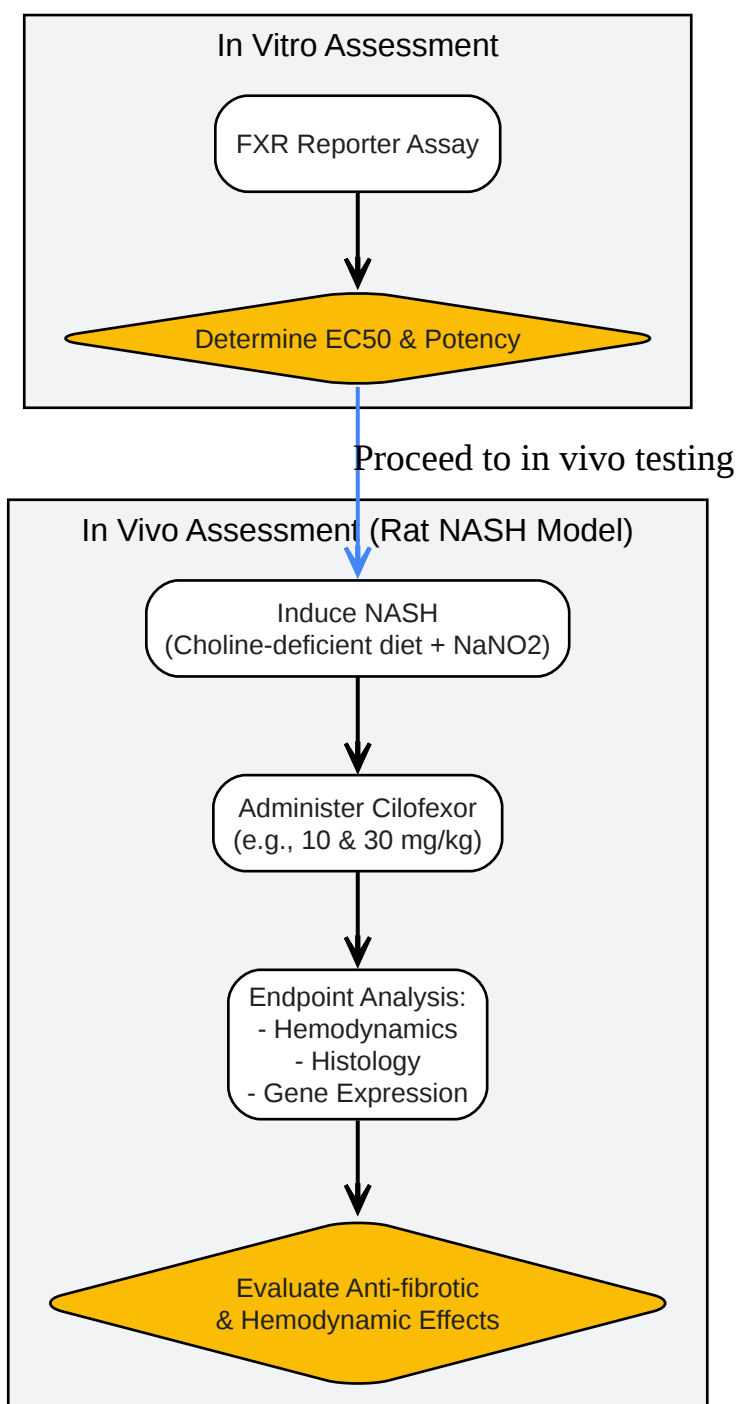 In Vitro Assessment
FXR Reporter Assay
Determine EC50 & Potency
Proceed to in vivo testing
In Vivo Assessment (Rat NASH Model)
Induce NASH
(Choline-deficient diet + NaNO2)
Administer Cilofexor
(e.g., 10 & 30 mg/kg)
Endpoint Analysis:
- Hemodynamics
- Histology
- Gene Expression
Evaluate Anti-fibrotic
& Hemodynamic Effects